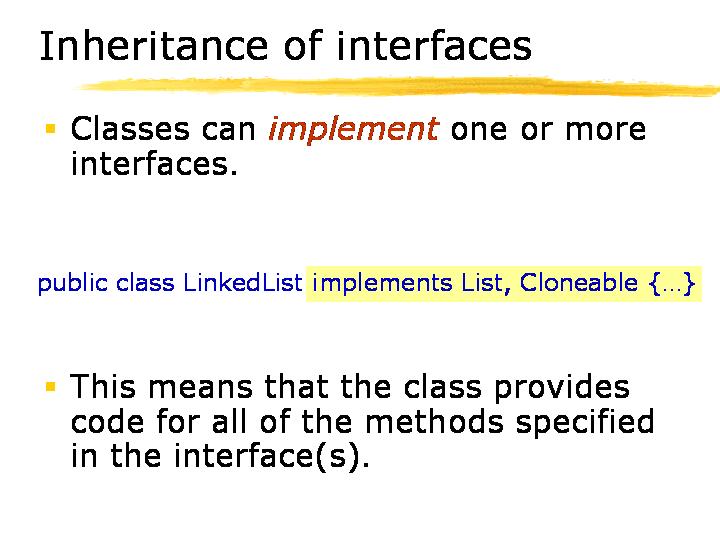 Inheritance of interfaces
▪ Classes can implement one or more
interfaces.
public class LinkedList implements List, Cloneable {…}
▪ This means that the class provides
code for all of the methods specified
in the interface(s).